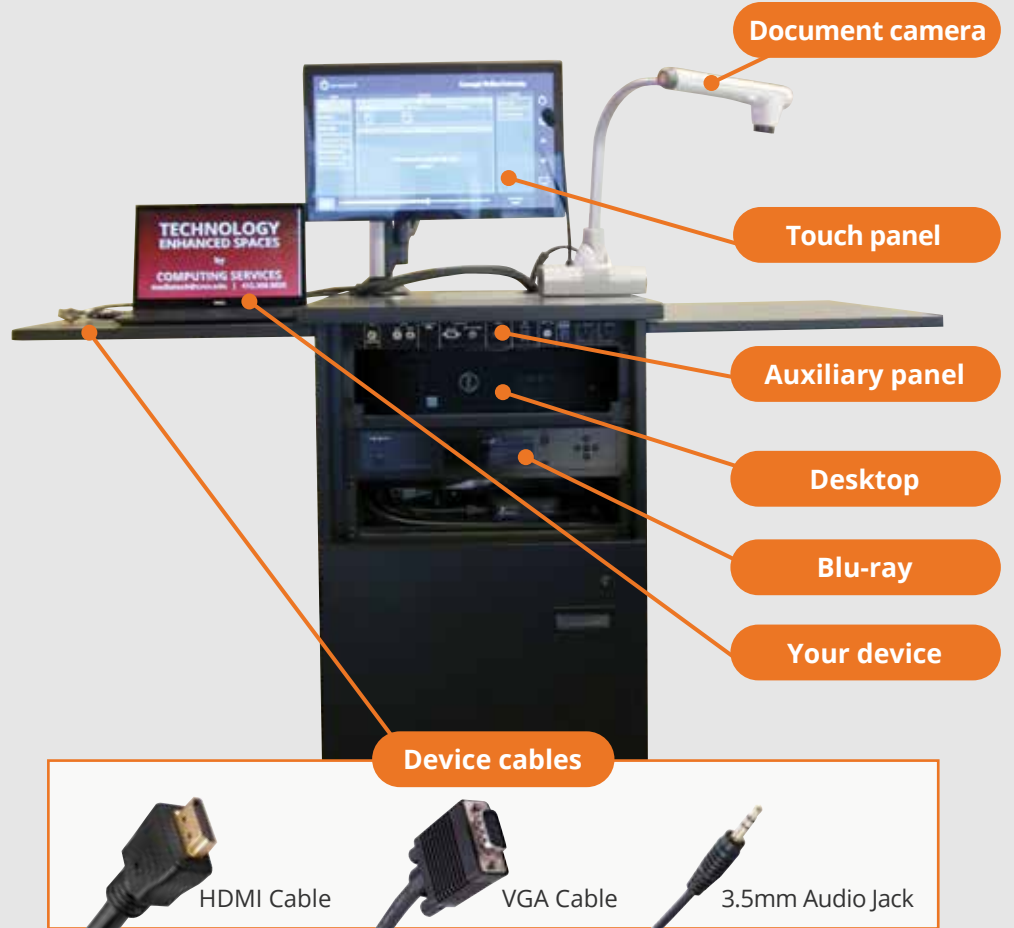 Document camera
Touch panel
TECHNOLOGY
ENHANCED SPACES
by
COMPUTING SERVICES
Auxiliary panel
Desktop
Blu-ray
Your device
Device cables
HDMI Cable
VGA Cable
3.5mm Audio Jack